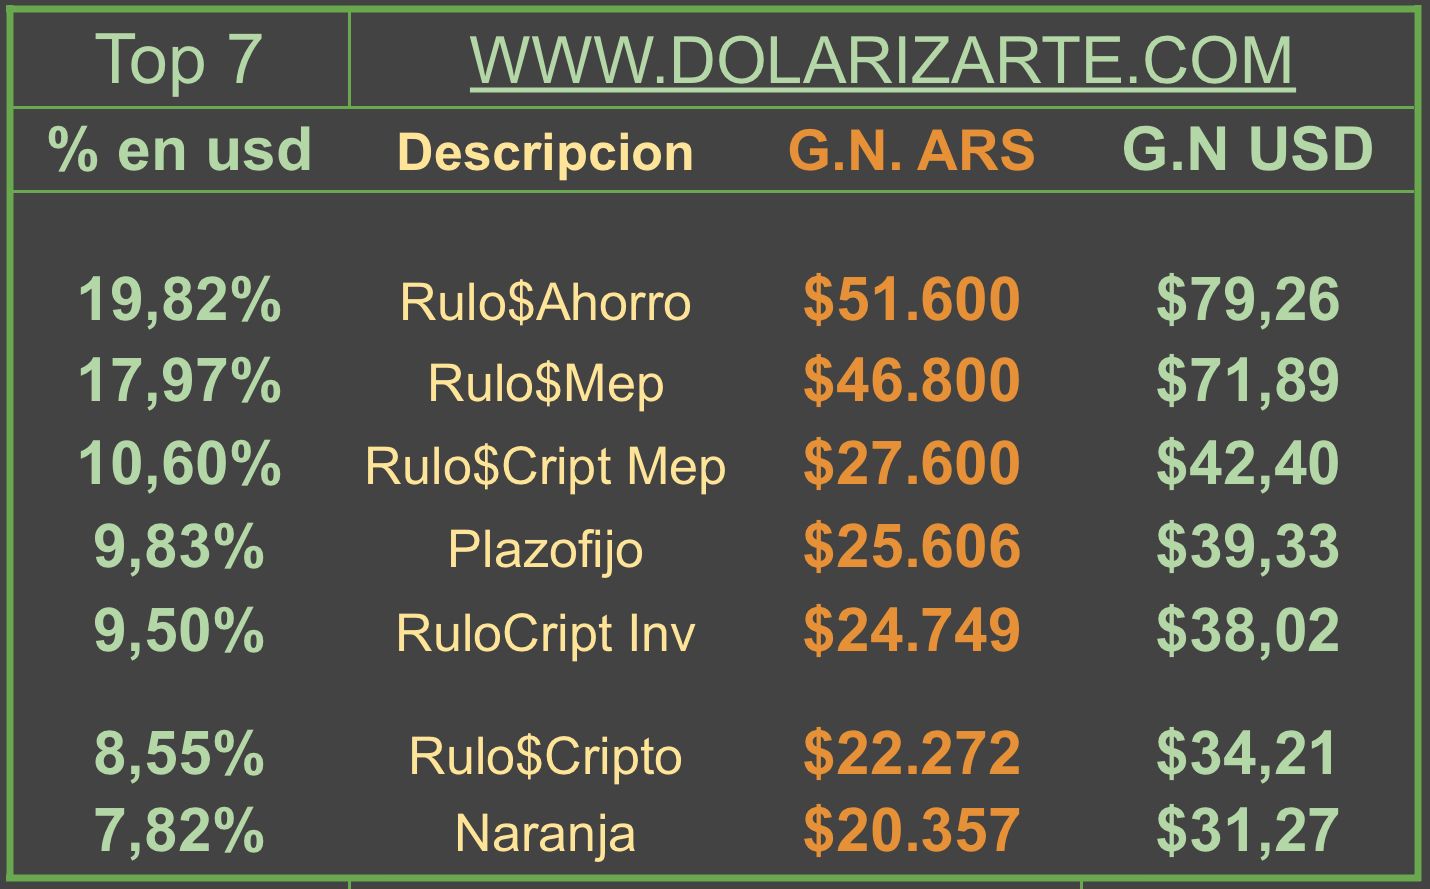 Top 7 WWW.DOLARIZARTE.COM
% en usd Descripcion G.N. ARS G.N USD
19,82% Rulo$Ahorro $51.600 $79,26
17,97% Rulo$Mep $46.800 $71,89
10,60% Rulo$Cript Mep $27.600 $42,40
9,83% Plazofijo $25.606 $39,33
9,50% RuloCript Inv $24.749 $38,02
8,55% Rulo$Cripto $22.272 $34,21
7,82% Naranja $20.357 $31,27